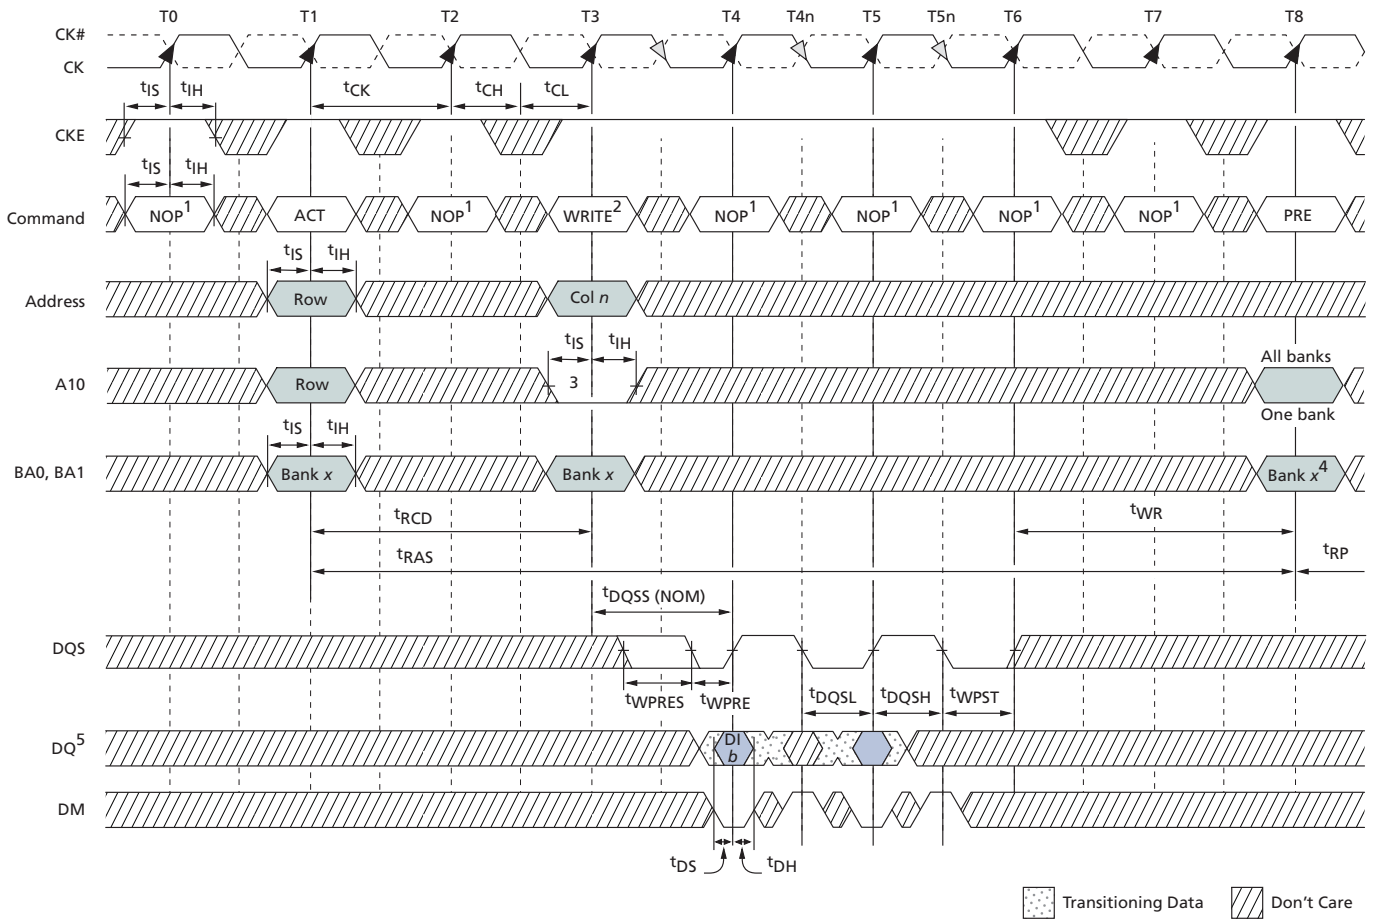 T0 T1 T2 T3 T4 T4n T5 T5n T6 T7 T8
CK#
CK
tIS tIH tCK tCH tCL
CKE
tIS tIH
Command NOP1 ACT NOP1 WRITE2 NOP1 NOP1 NOP1 NOP1 PRE
tIS tIH
Address Row Col n
tIS tIH
All banks
A10 Row 3
One bank
tIS tIH
BA0, BA1 Bank x Bank x Bank x4
tRCD tWR
tRAS tRP
tDQSS (NOM)
DQS
tWPRES tWPRE tDQSL tDQSH tWPST
DQ5 DI
b
DM
tDS tDH
Transitioning Data Don't Care